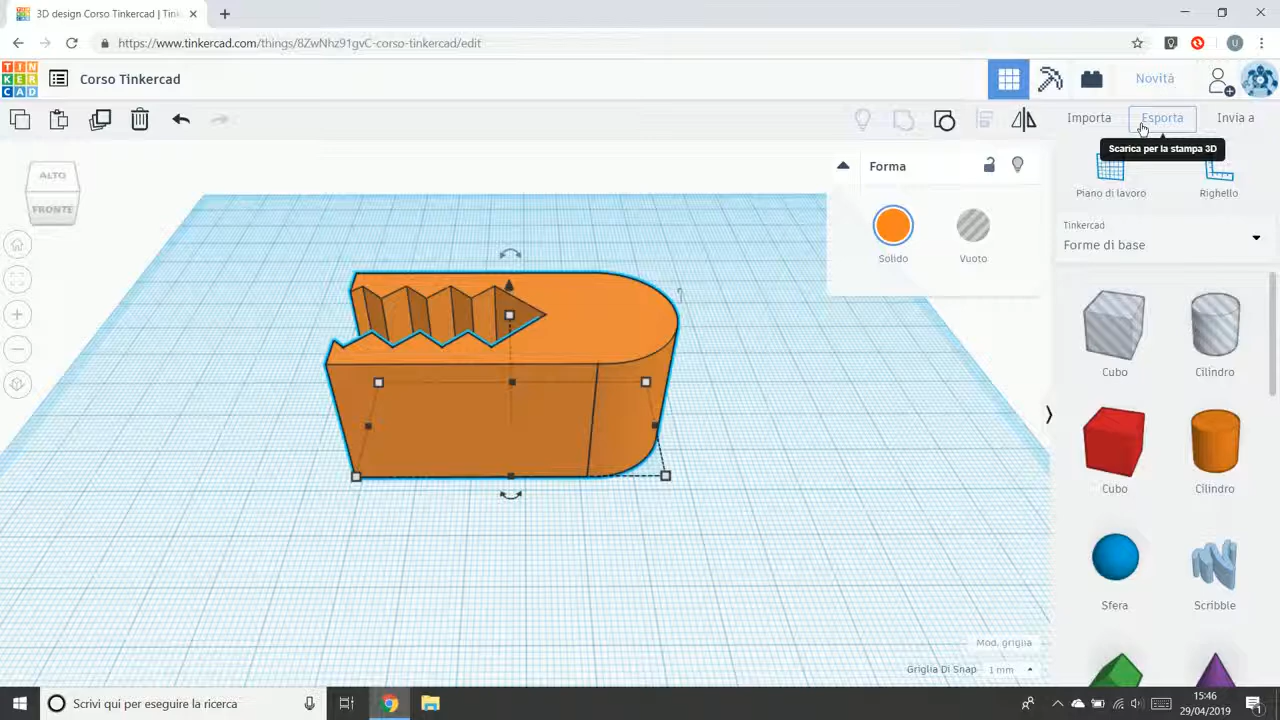 3D design Corso Tinkercad | Tink
https://www.tinkercad.com/things/8ZwNhz91gvC-corso-tinkercad/edit
U
TIN
KER
CAD
Corso Tinkercad
Novità
Importa
Esporta
Invia a
Scarica per la stampa 3D
ALTO
FRONTE
Forma
Solido
Vuoto
Piano di lavoro
Righello
Tinkercad
Forme di base
Cubo
Cilindro
Cubo
Cilindro
Sfera
Scribble
Mod. griglia
Griglia Di Snap 1 mm
Scrivi qui per eseguire la ricerca
15:46
29/04/2019
1